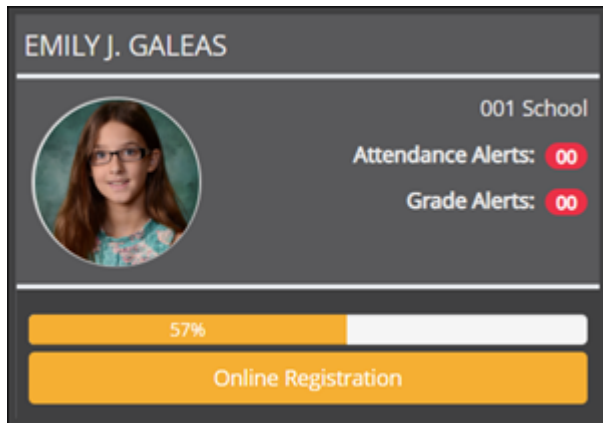 EMILY J. GALEAS
001 School
Attendance Alerts: 00
Grade Alerts: 00
57%
Online Registration